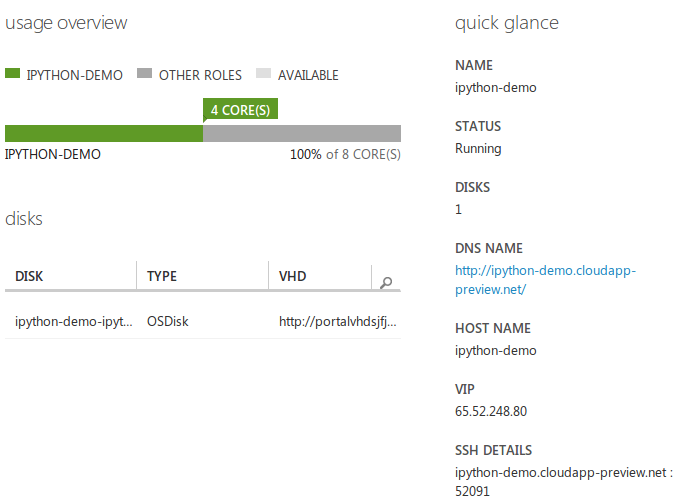 usage overview
IPYTHON-DEMO OTHER ROLES AVAILABLE
4 CORE(S)
IPYTHON-DEMO 100% of 8 CORE(S)
disks
DISK TYPE VHD
ipython-demo-ipyt... OSDisk http://portalvhdsjfj...
quick glance
NAME
ipython-demo
STATUS
Running
DISKS
1
DNS NAME
http://ipython-demo.cloudapp-
preview.net/
HOST NAME
ipython-demo
VIP
65.52.248.80
SSH DETAILS
ipython-demo.cloudapp-preview.net :
52091